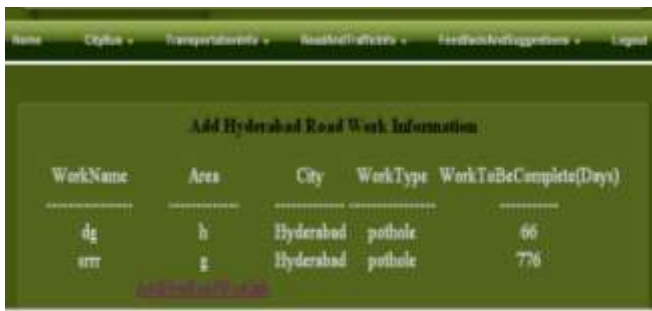 Home CityBus TransportationInfo RoadAndTrafficInfo FeedBackAndSuggestions Logout
Add Hyderabad Road Work Information
WorkName Area City WorkType WorkToBeComplete(Days)
---------------- ------------- ------------- ---------------- -----------
dg h Hyderabad pothole 66
srrr g Hyderabad pothole 776